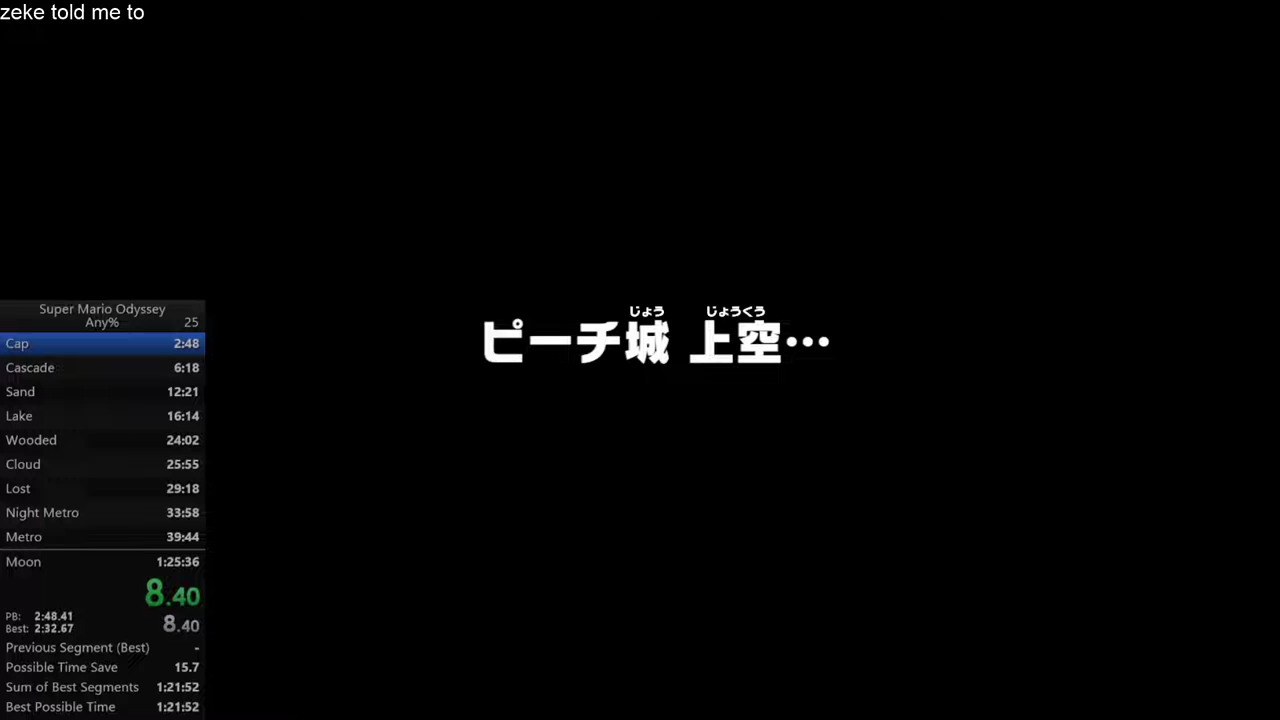 zeke told me to
じょう じょうくう
ピーチ城 上空…
Super Mario Odyssey
Any% 25
Cap 2:48
Cascade 6:18
Sand 12:21
Lake 16:14
Wooded 24:02
Cloud 25:55
Lost 29:18
Night Metro 33:58
Metro 39:44
Moon 1:25:36
8.40
PB: 2:48.41
Best: 2:32.67
8.40
Previous Segment (Best) -
Possible Time Save 15.7
Sum of Best Segments 1:21:52
Best Possible Time 1:21:52